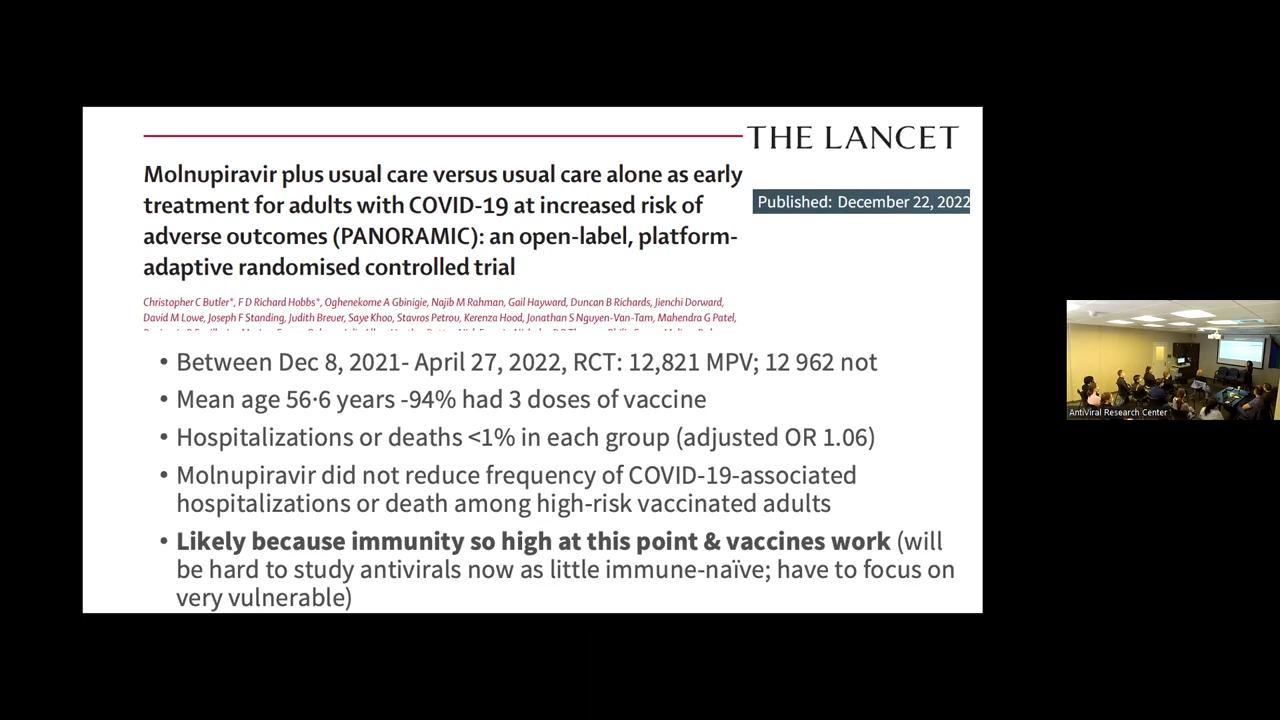 THE LANCET
Molnupiravir plus usual care versus usual care alone as early
treatment for adults with COVID-19 at increased risk of
adverse outcomes (PANORAMIC): an open-label, platform-
adaptive randomised controlled trial
Published: December 22, 2022
Christopher C Butler*, F D Richard Hobbs*, Oghenekome A Gbinigie, Najib M Rahman, Gail Hayward, Duncan B Richards, Jienchi Dorward,
David M Lowe, Joseph F Standing, Judith Breuer, Saye Khoo, Stavros Petrou, Kerenza Hood, Jonathan S Nguyen-Van-Tam, Mahendra G Patel,
• Between Dec 8, 2021- April 27, 2022, RCT: 12,821 MPV; 12 962 not
• Mean age 56·6 years -94% had 3 doses of vaccine
• Hospitalizations or deaths <1% in each group (adjusted OR 1.06)
• Molnupiravir did not reduce frequency of COVID-19-associated
hospitalizations or death among high-risk vaccinated adults
• Likely because immunity so high at this point & vaccines work (will
be hard to study antivirals now as little immune-naïve; have to focus on
very vulnerable)
AntiViral Research Center